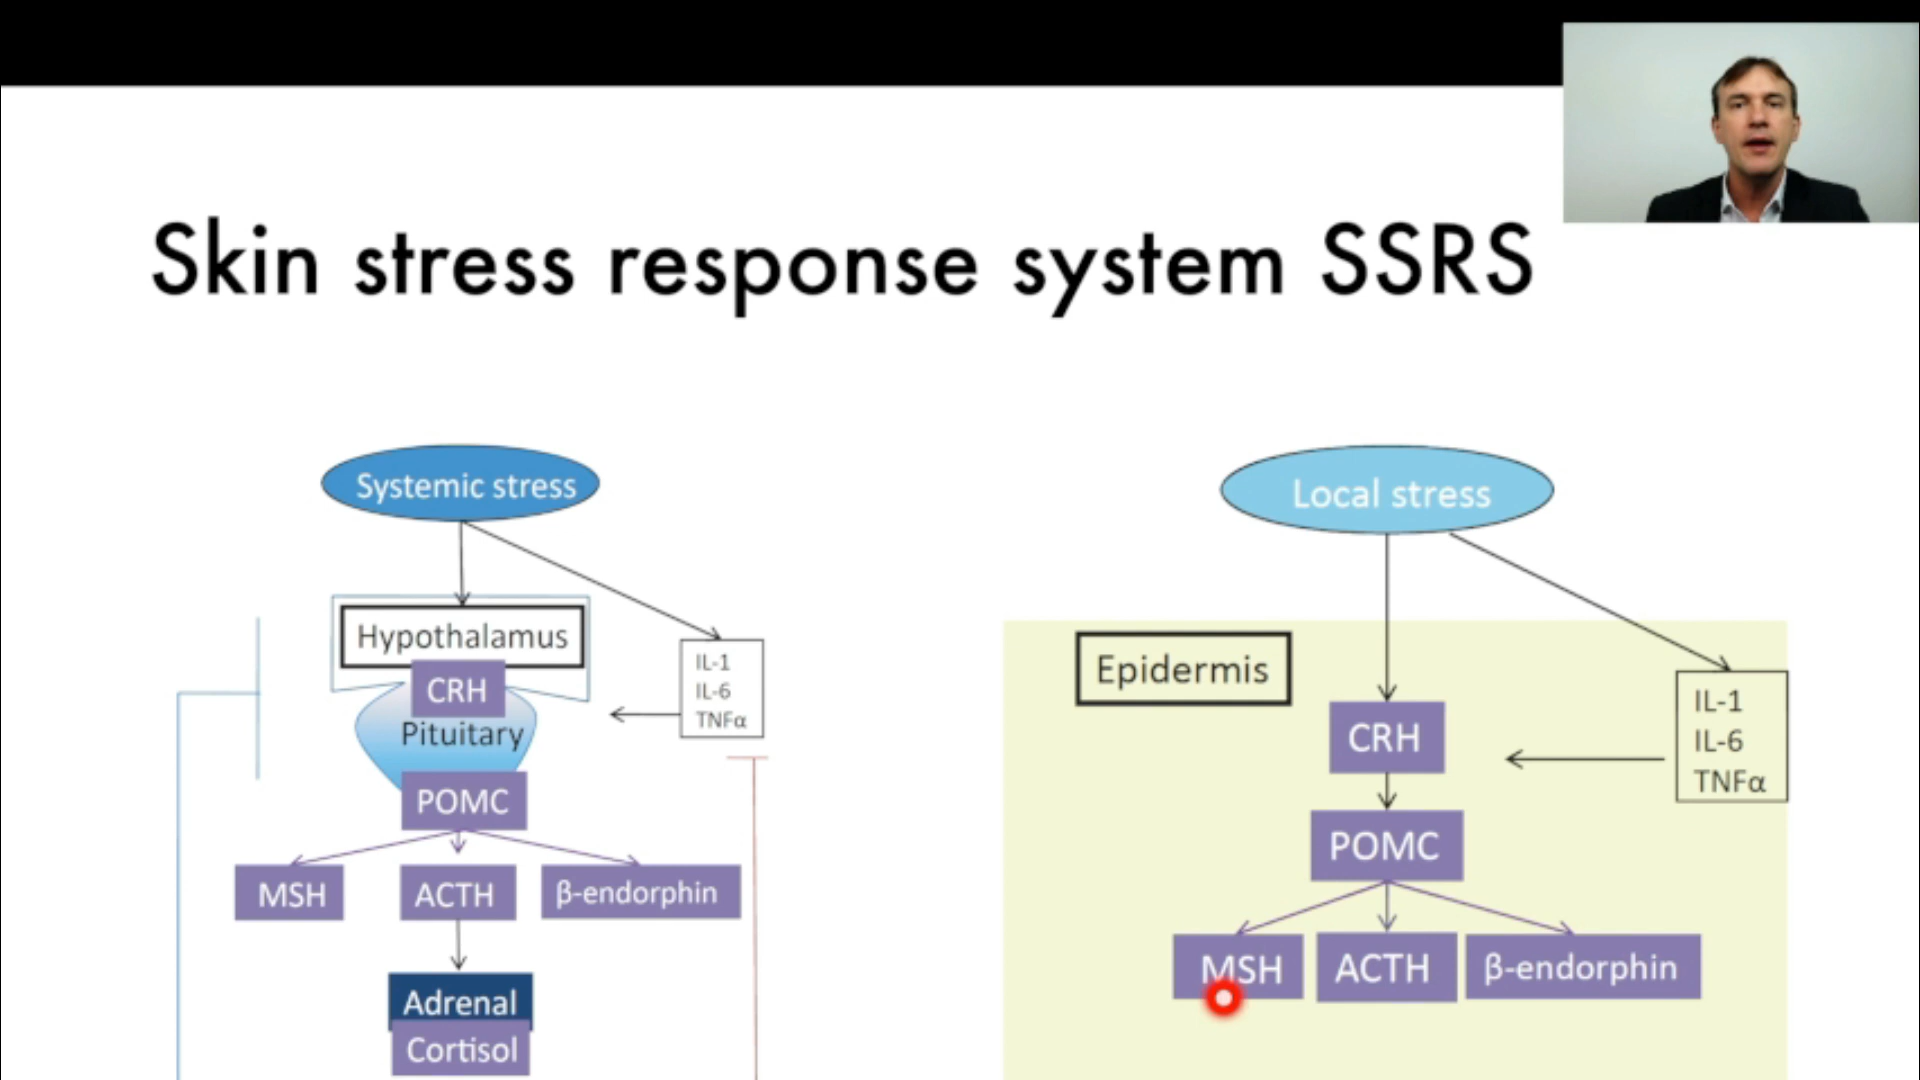 Skin stress response system SSRS
Systemic stress
Hypothalamus
CRH
Pituitary
IL-1
IL-6
TNFα
POMC
MSH
ACTH
β-endorphin
Adrenal
Cortisol
Local stress
Epidermis
CRH
IL-1
IL-6
TNFα
POMC
MSH
ACTH
β-endorphin